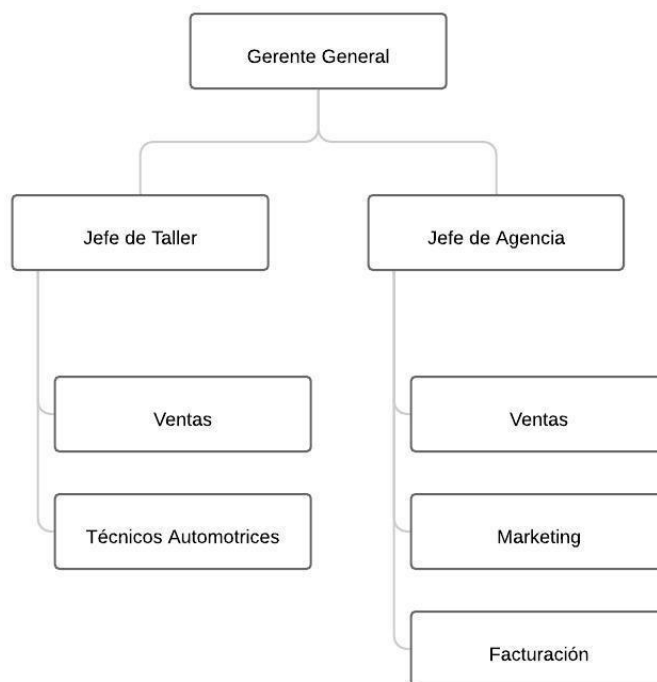 Gerente General
Jefe de Taller
Jefe de Agencia
Ventas
Ventas
Técnicos Automotrices
Marketing
Facturación